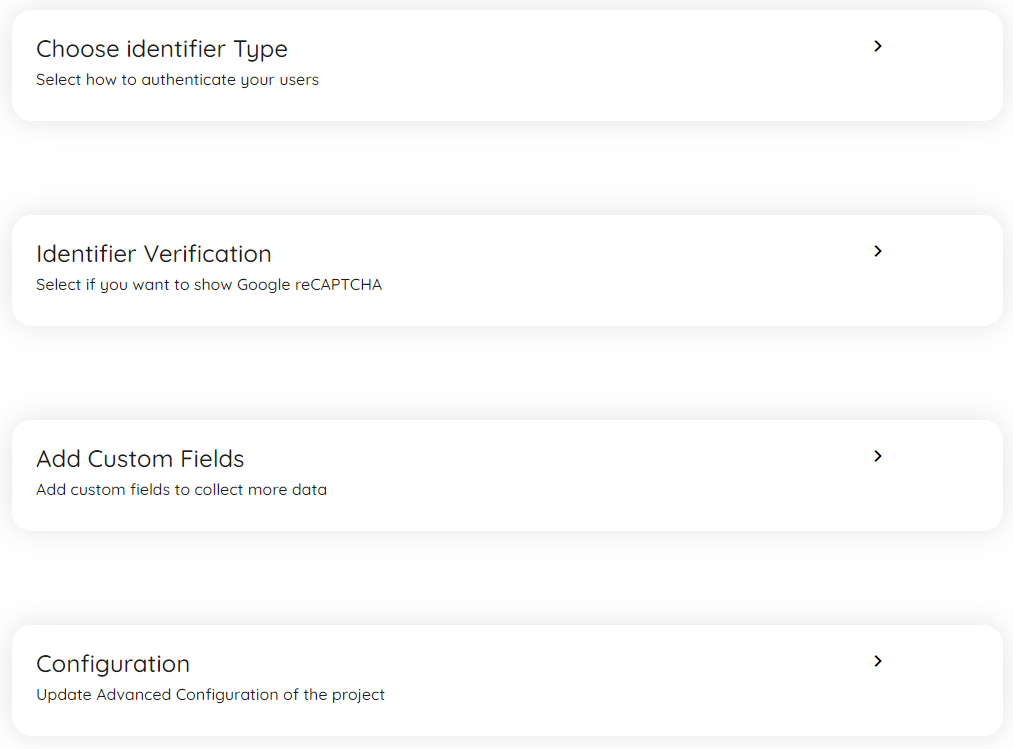 Choose identifier Type
Select how to authenticate your users
Identifier Verification
Select if you want to show Google reCAPTCHA
Add Custom Fields
Add custom fields to collect more data
Configuration
Update Advanced Configuration of the project